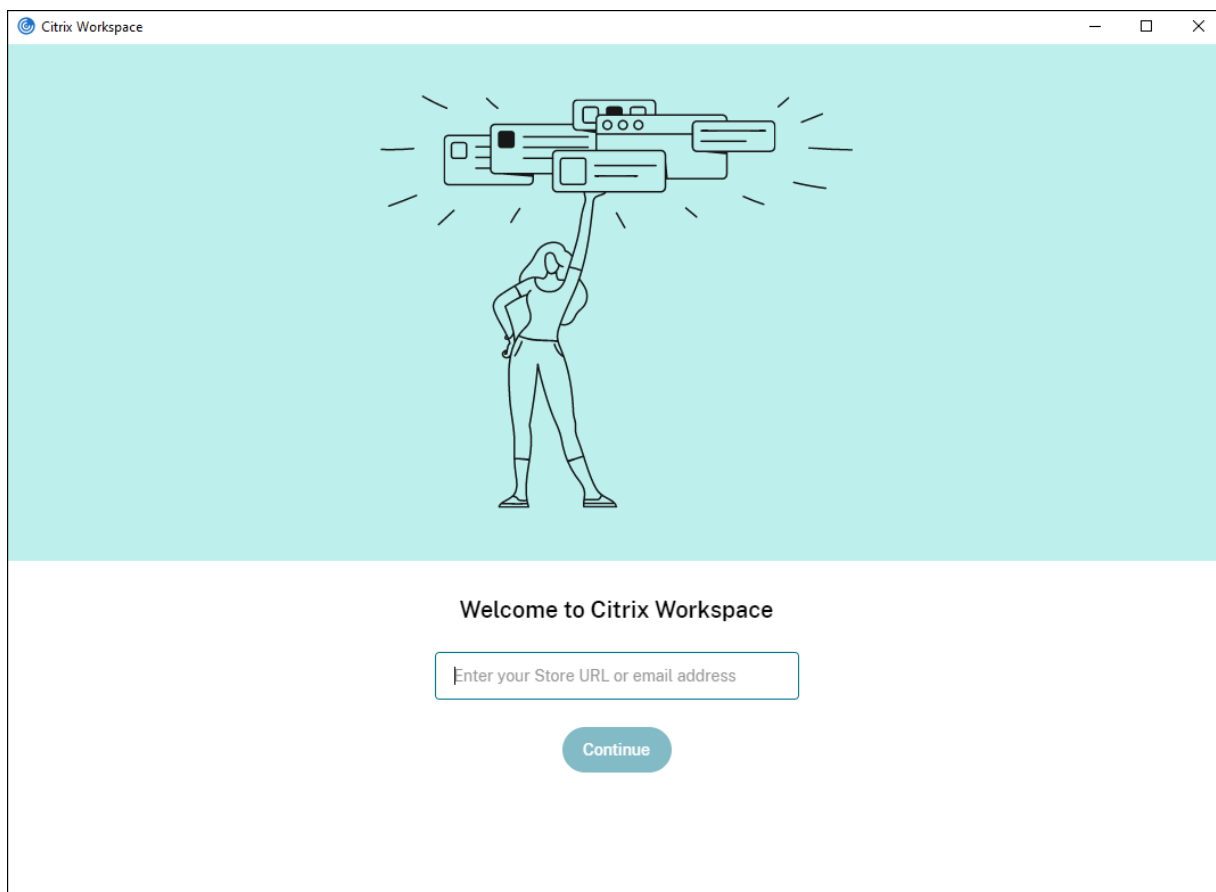 Citrix Workspace
Welcome to Citrix Workspace
Enter your Store URL or email address
Continue